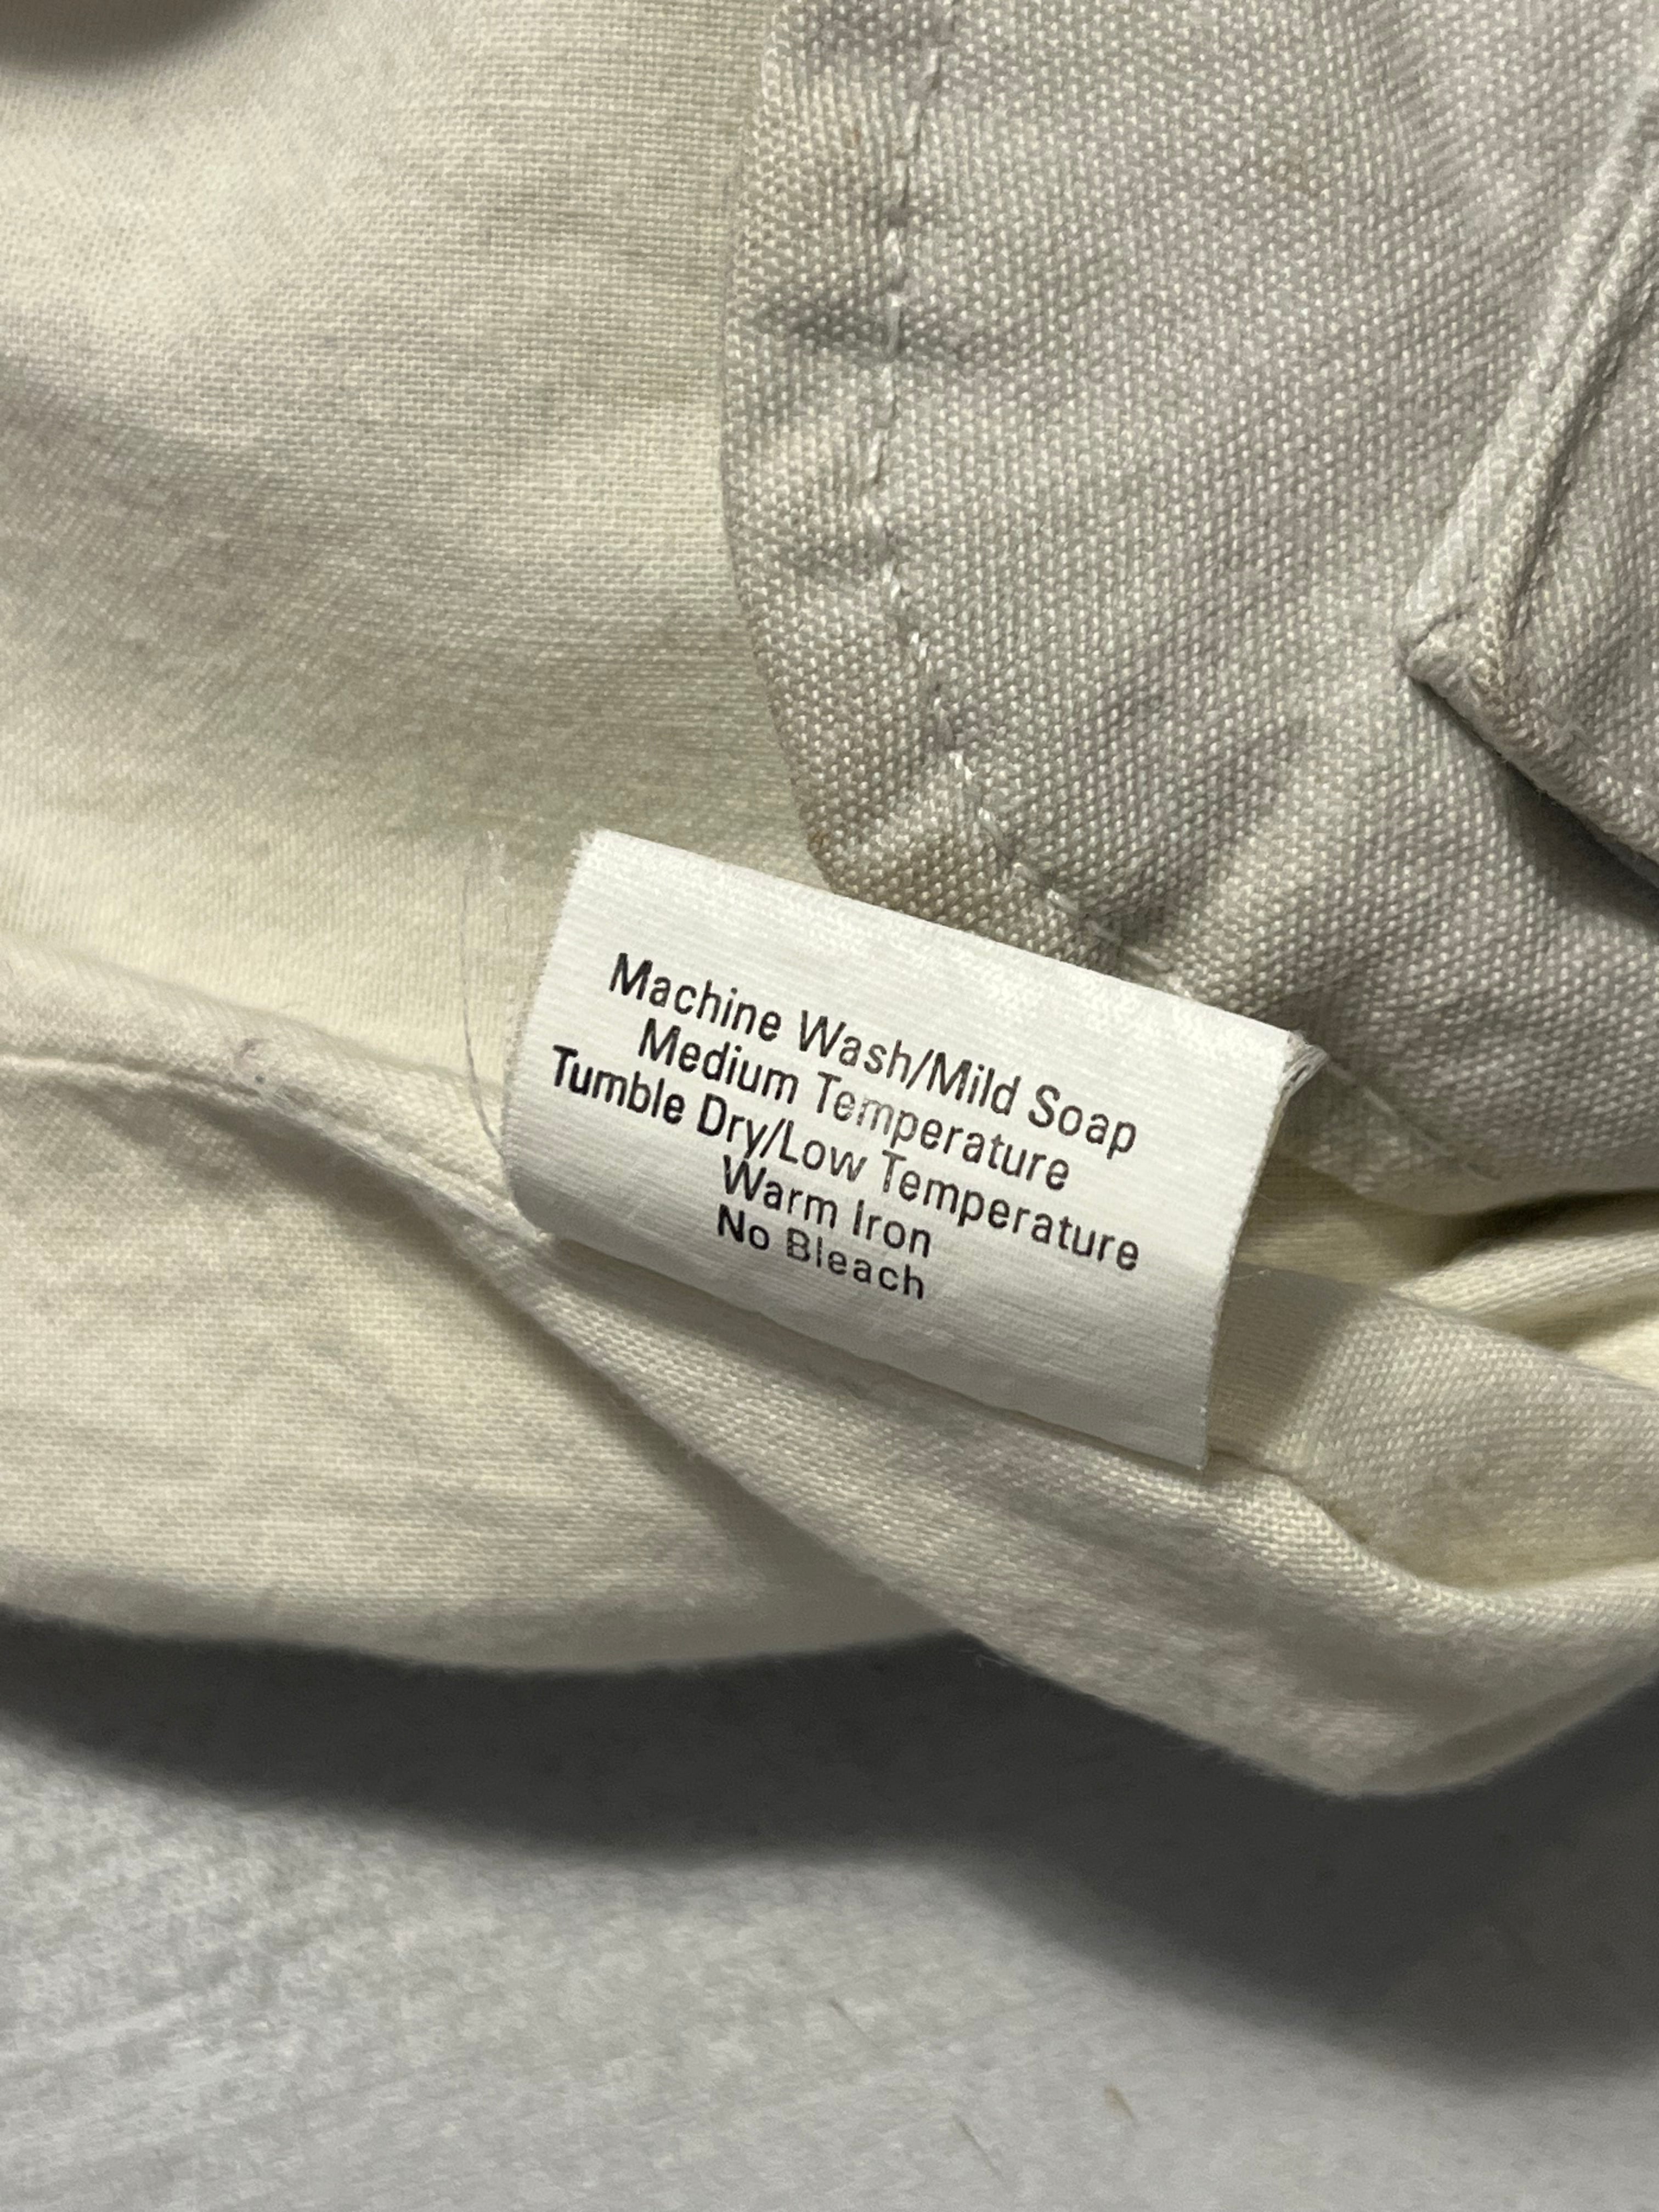 Machine Wash/Mild Soap
Medium Temperature
Tumble Dry/Low Temperature
Warm Iron
No Bleach